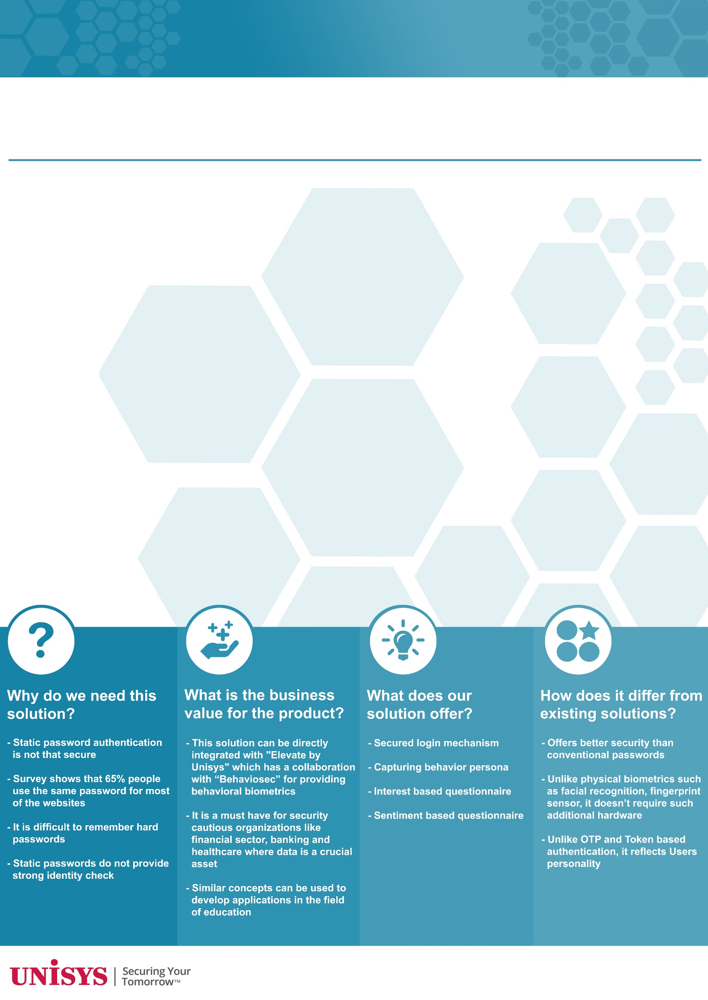 Why do we need this
solution?
- Static password authentication
is not that secure
- Survey shows that 65% people
use the same password for most
of the websites
- It is difficult to remember hard
passwords
- Static passwords do not provide
strong identity check
What is the business
value for the product?
- This solution can be directly
integrated with "Elevate by
Unisys" which has a collaboration
with “Behaviosec” for providing
behavioral biometrics
- It is a must have for security
cautious organizations like
financial sector, banking and
healthcare where data is a crucial
asset
- Similar concepts can be used to
develop applications in the field
of education
What does our
solution offer?
- Secured login mechanism
- Capturing behavior persona
- Interest based questionnaire
- Sentiment based questionnaire
How does it differ from
existing solutions?
- Offers better security than
conventional passwords
- Unlike physical biometrics such
as facial recognition, fingerprint
sensor, it doesn’t require such
additional hardware
- Unlike OTP and Token based
authentication, it reflects Users
personality
UNiSYS
Securing Your
Tomorrow™